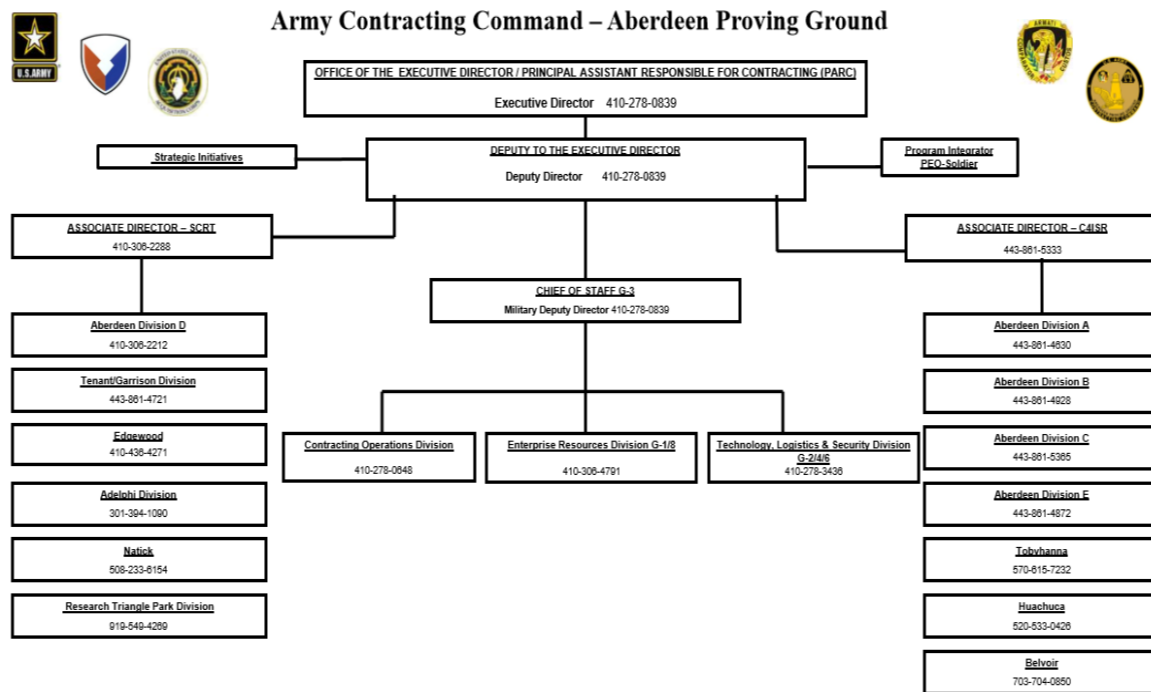 Army Contracting Command – Aberdeen Proving Ground
U.S.ARMY
OFFICE OF THE EXECUTIVE DIRECTOR / PRINCIPAL ASSISTANT RESPONSIBLE FOR CONTRACTING (PARC)
Executive Director 410-278-0839
Strategic Initiatives
DEPUTY TO THE EXECUTIVE DIRECTOR
Deputy Director 410-278-0839
Program Integrator
PEO-Soldier
ASSOCIATE DIRECTOR – SCRT
410-306-2288
ASSOCIATE DIRECTOR – C4ISR
443-861-5333
CHIEF OF STAFF G-3
Military Deputy Director 410-278-0839
Aberdeen Division D
410-306-2212
Tenant/Garrison Division
443-861-4721
Edgewood
410-436-4271
Adelphi Division
301-394-1090
Natick
508-233-6154
Research Triangle Park Division
919-549-4269
Contracting Operations Division
410-278-0648
Enterprise Resources Division G-1/8
410-306-4791
Technology, Logistics & Security Division
G-2/4/6
410-278-3436
Aberdeen Division A
443-861-4630
Aberdeen Division B
443-861-4928
Aberdeen Division C
443-861-5365
Aberdeen Division E
443-861-4872
Tobyhanna
570-615-7232
Huachuca
520-533-0426
Belvoir
703-704-0850